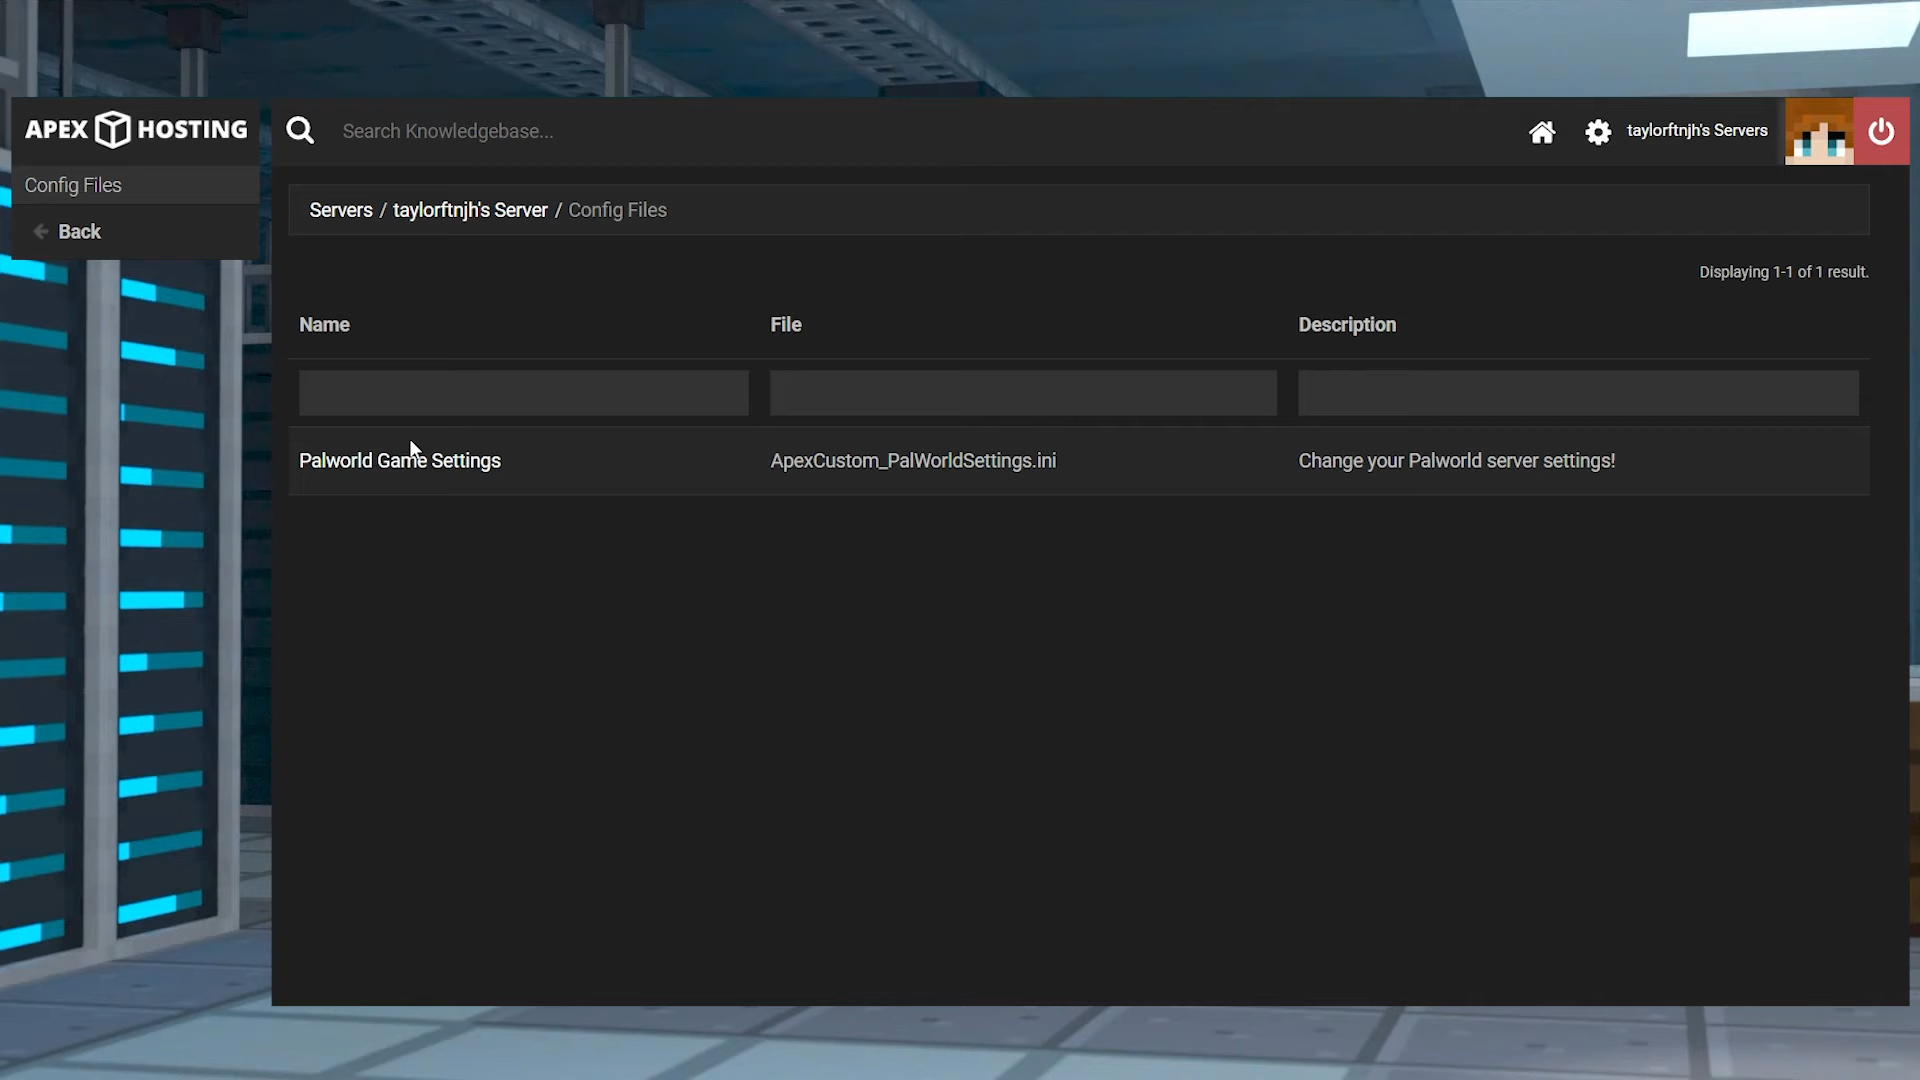 APEX HOSTING
Search Knowledgebase...
taylorftnjh's Servers
Config Files
Back
Servers / taylorftnjh's Server / Config Files
Displaying 1-1 of 1 result.
Name File Description
Palworld Game Settings ApexCustom_PalWorldSettings.ini Change your Palworld server settings!